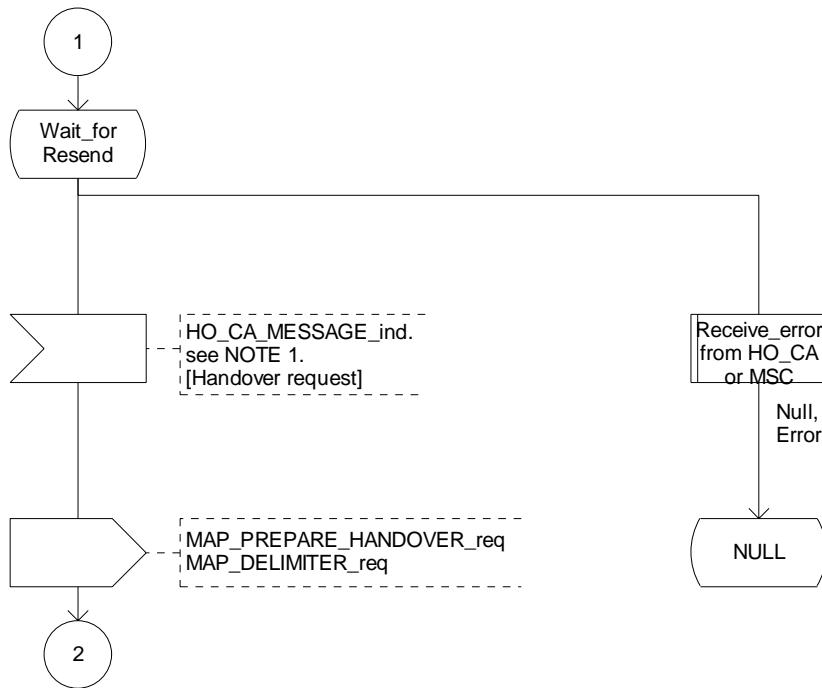 1
Wait_for
Resend
HO_CA_MESSAGE_ind.
see NOTE 1.
[Handover request]
Receive_error
from HO_CA
or MSC
Null,
Error
MAP_PREPARE_HANDOVER_req
MAP_DELIMITER_req
NULL
2